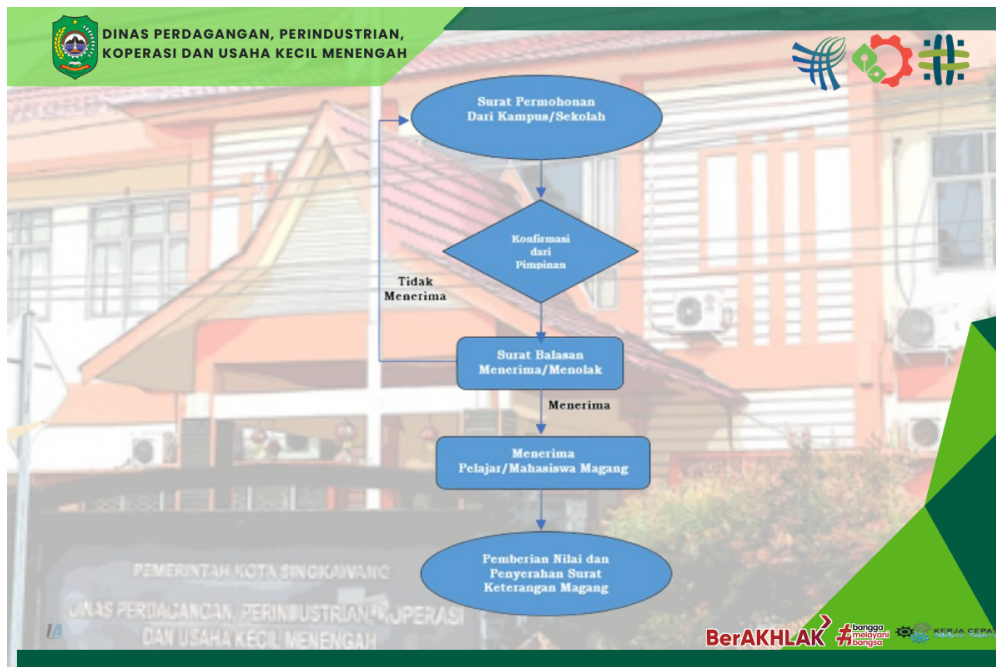 DINAS PERDAGANGAN, PERINDUSTRIAN,
KOPERASI DAN USAHA KECIL MENENGAH
Surat Permohonan
Dari Kampus/Sekolah
Konfirmasi
dari
Pimpinan
Tidak
Menerima
Surat Balasan
Menerima/Menolak
Menerima
Menerima
Pelajar/Mahasiswa Magang
Pemberian Nilai dan
Penyerahan Surat
Keterangan Magang
PEMERINTAH KOTA SINGKAWANG
DINAS PERDAGANGAN, PERINDUSTRIAN, KOPERASI
DAN USAHA KECIL MENENGAH
BerAKHLAK
#bangga
melayani
bangsa
KERJA CEPA